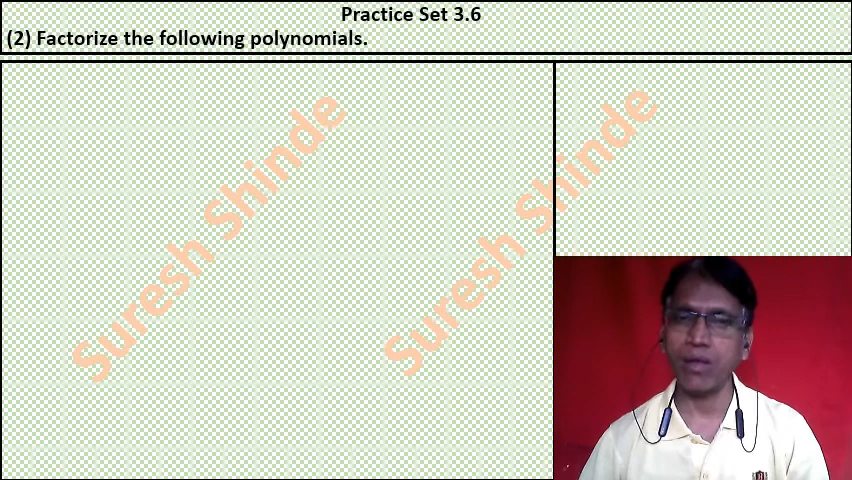 Practice Set 3.6
(2) Factorize the following polynomials.
Suresh Shinde
Suresh Shinde